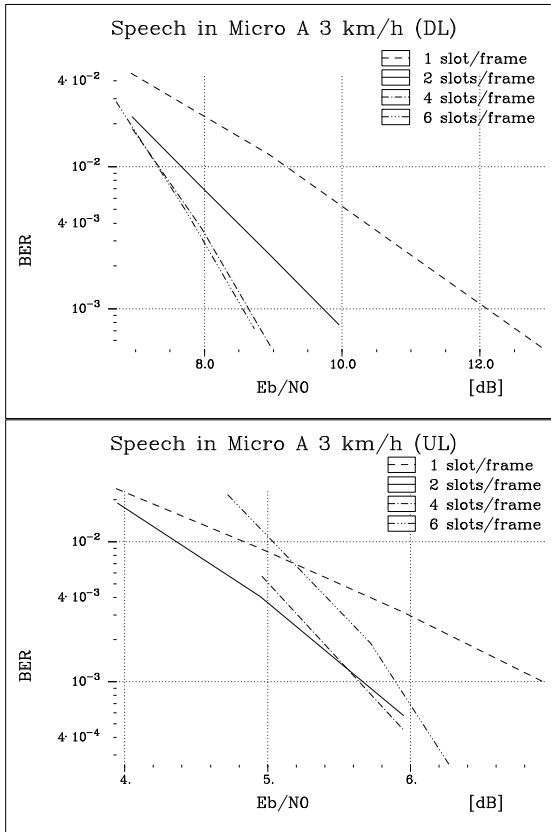 Speech in Micro A 3 km/h (DL)
1 slot/frame
2 slots/frame
4 slots/frame
6 slots/frame
4·10⁻²
10⁻²
4·10⁻³
10⁻³
BER
8.0 10.0 12.0
Eb/N0 [dB]
Speech in Micro A 3 km/h (UL)
1 slot/frame
2 slots/frame
4 slots/frame
6 slots/frame
10⁻²
4·10⁻³
10⁻³
4·10⁻⁴
BER
4. 5. 6.
Eb/N0 [dB]